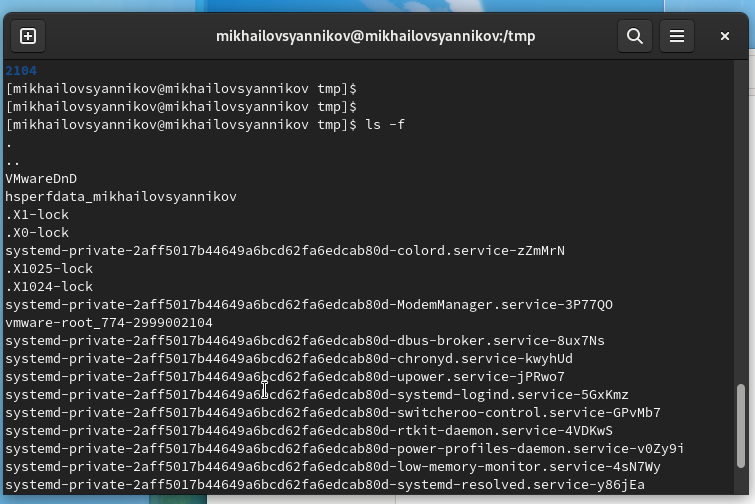 mikhailovsyannikov@mikhailovsyannikov:/tmp
2104
[mikhailovsyannikov@mikhailovsyannikov tmp]$
[mikhailovsyannikov@mikhailovsyannikov tmp]$
[mikhailovsyannikov@mikhailovsyannikov tmp]$ ls -f
.
..
VMwareDnD
hsperfdata_mikhailovsyannikov
.X1-lock
.X0-lock
systemd-private-2aff5017b44649a6bcd62fa6edcab80d-colord.service-zZmMrN
.X1025-lock
.X1024-lock
systemd-private-2aff5017b44649a6bcd62fa6edcab80d-ModemManager.service-3P77QO
vmware-root_774-2999002104
systemd-private-2aff5017b44649a6bcd62fa6edcab80d-dbus-broker.service-8ux7Ns
systemd-private-2aff5017b44649a6bcd62fa6edcab80d-chronyd.service-kwyhUd
systemd-private-2aff5017b44649a6bcd62fa6edcab80d-upower.service-jPRwo7
systemd-private-2aff5017b44649a6bcd62fa6edcab80d-systemd-logind.service-5GxKmz
systemd-private-2aff5017b44649a6bcd62fa6edcab80d-switcheroo-control.service-GPvMb7
systemd-private-2aff5017b44649a6bcd62fa6edcab80d-rtkit-daemon.service-4VDKwS
systemd-private-2aff5017b44649a6bcd62fa6edcab80d-power-profiles-daemon.service-v0Zy9i
systemd-private-2aff5017b44649a6bcd62fa6edcab80d-low-memory-monitor.service-4sN7Wy
systemd-private-2aff5017b44649a6bcd62fa6edcab80d-systemd-resolved.service-y86jEa